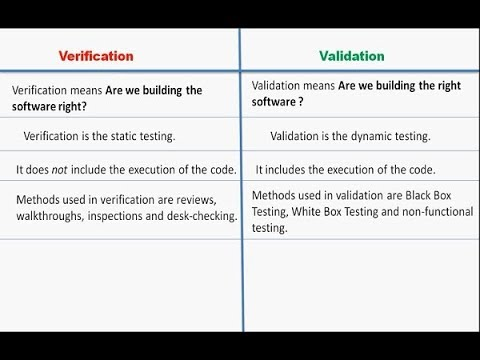 Verification
Validation
Verification means Are we building the
software right?
Validation means Are we building the right
software ?
Verification is the static testing.
Validation is the dynamic testing.
It does not include the execution of the code.
It includes the execution of the code.
Methods used in verification are reviews,
walkthroughs, inspections and desk-checking.
Methods used in validation are Black Box
Testing, White Box Testing and non-functional
testing.